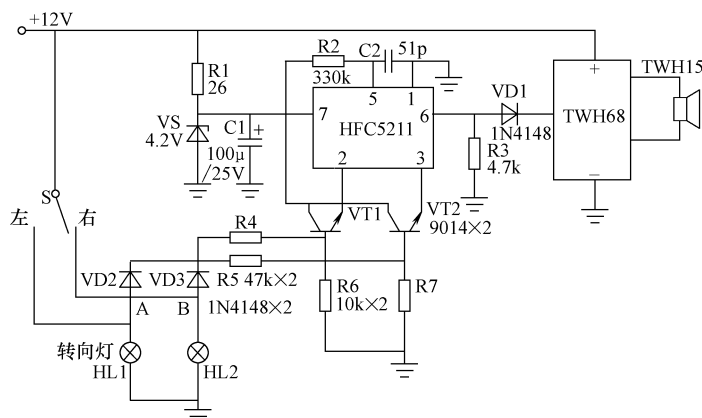 +12V
R2
330k
C2
51p
R1
26
5
1
VD1
1N4148
TWH15
+
VS
4.2V
C1
+
100μ
/25V
7
HFC5211
6
TWH68
2
3
R3
4.7k
−
S
左
右
VT1
VT2
9014×2
R4
VD2
VD3
R5 47k×2
A
B
1N4148×2
R6
10k×2
R7
转向灯
HL1
HL2